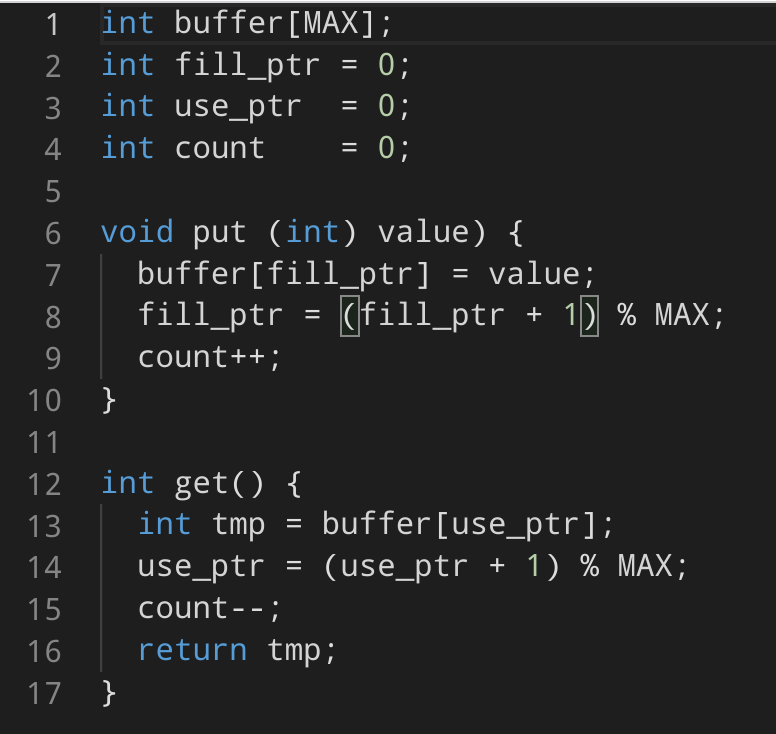 1 int buffer[MAX];
2 int fill_ptr = 0;
3 int use_ptr  = 0;
4 int count    = 0;
5
6 void put (int) value) {
7   buffer[fill_ptr] = value;
8   fill_ptr = (fill_ptr + 1) % MAX;
9   count++;
10 }
11
12 int get() {
13   int tmp = buffer[use_ptr];
14   use_ptr = (use_ptr + 1) % MAX;
15   count--;
16   return tmp;
17 }